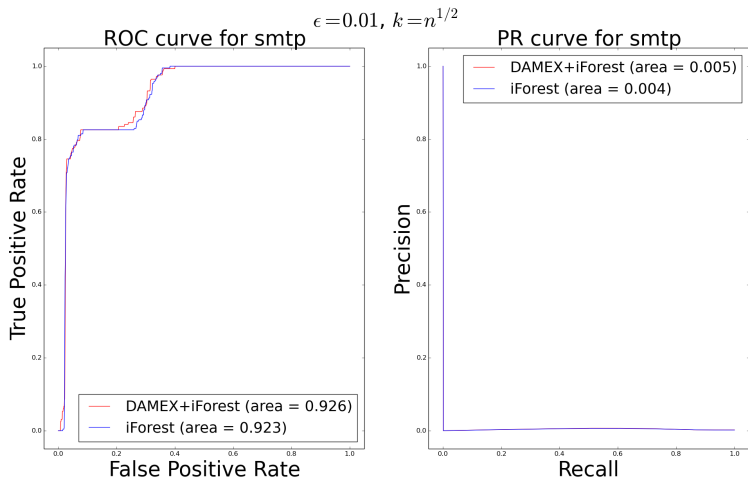 ϵ=0.01, k=n^{1/2}
ROC curve for smtp
True Positive Rate
1.0
0.8
0.6
0.4
0.2
0.0
0.0 0.2 0.4 0.6 0.8 1.0
False Positive Rate
DAMEX+iForest (area = 0.926)
iForest (area = 0.923)
PR curve for smtp
Precision
1.0
0.8
0.6
0.4
0.2
0.0
0.0 0.2 0.4 0.6 0.8 1.0
Recall
DAMEX+iForest (area = 0.005)
iForest (area = 0.004)